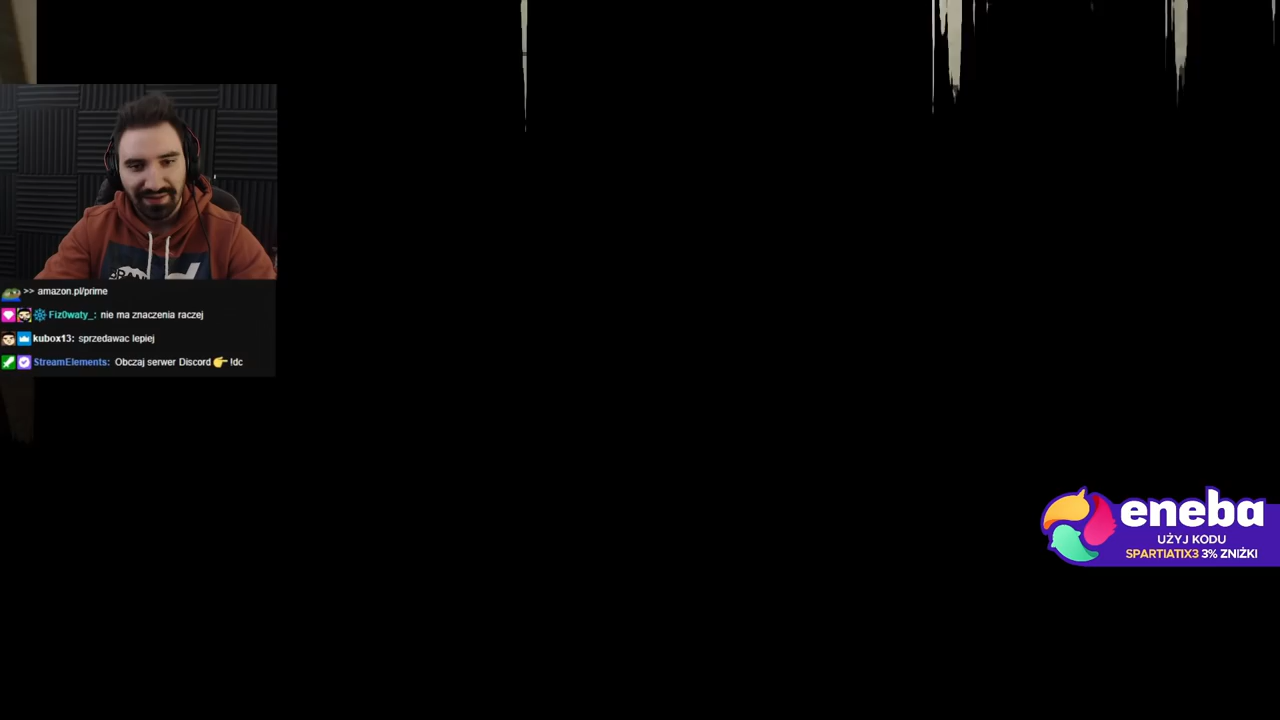 >> amazon.pl/prime
Fiz0waty_: nie ma znaczenia raczej
kubox13: sprzedawac lepiej
StreamElements: Obczaj serwer Discord 👉 !dc
eneba
UŻYJ KODU
SPARTIATIX3 3% ZNIŻKI